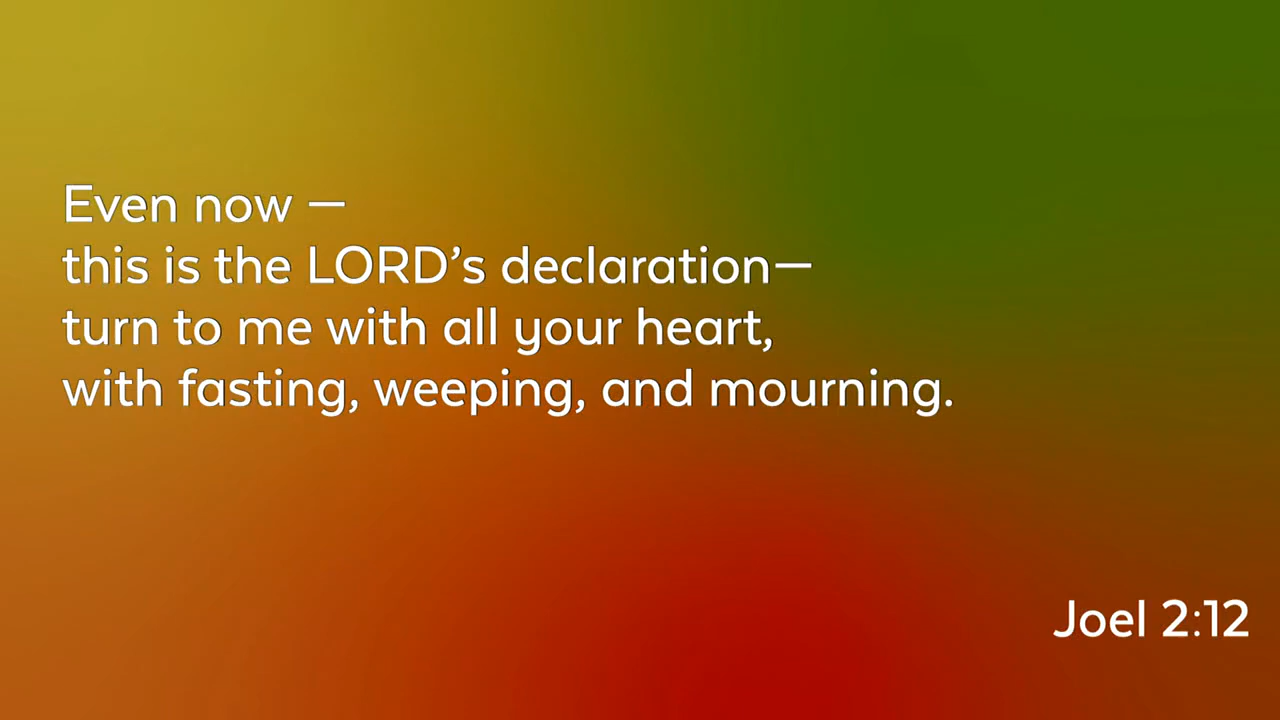 Even now —
this is the LORD’s declaration—
turn to me with all your heart,
with fasting, weeping, and mourning.
Joel 2:12